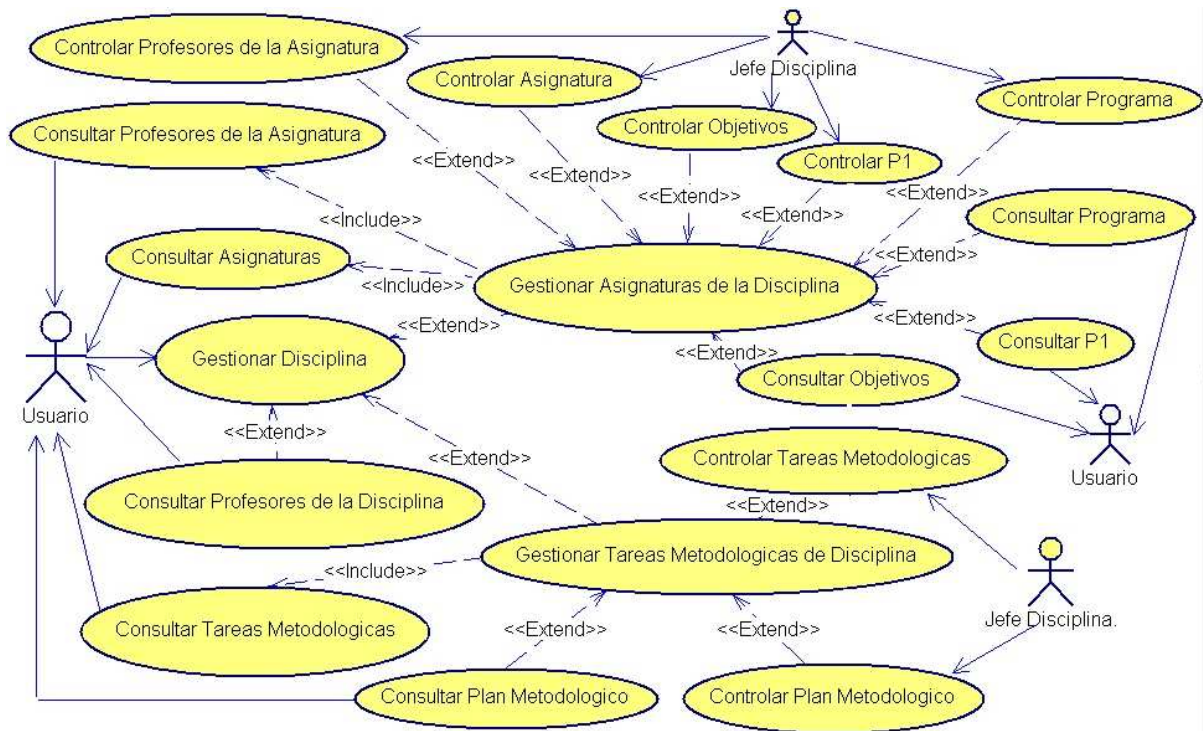 Controlar Profesores de la Asignatura
Jefe Disciplina
Controlar Asignatura
Controlar Programa
Consultar Profesores de la Asignatura
Controlar Objetivos
<<Extend>>
Controlar P1
<<Extend>>
<<Extend>>
<<Extend>>
<<Extend>>
Consultar Programa
<<Include>>
<<Extend>>
Consultar Asignaturas
<<Include>>
Gestionar Asignaturas de la Disciplina
<<Extend>>
<<Extend>>
Consultar P1
Gestionar Disciplina
<<Extend>>
Consultar Objetivos
Usuario
<<Extend>>
<<Extend>>
Controlar Tareas Metodologicas
Usuario
Consultar Profesores de la Disciplina
<<Extend>>
Gestionar Tareas Metodologicas de Disciplina
<<Include>>
Consultar Tareas Metodologicas
<<Extend>>
<<Extend>>
Jefe Disciplina.
Consultar Plan Metodologico
Controlar Plan Metodologico